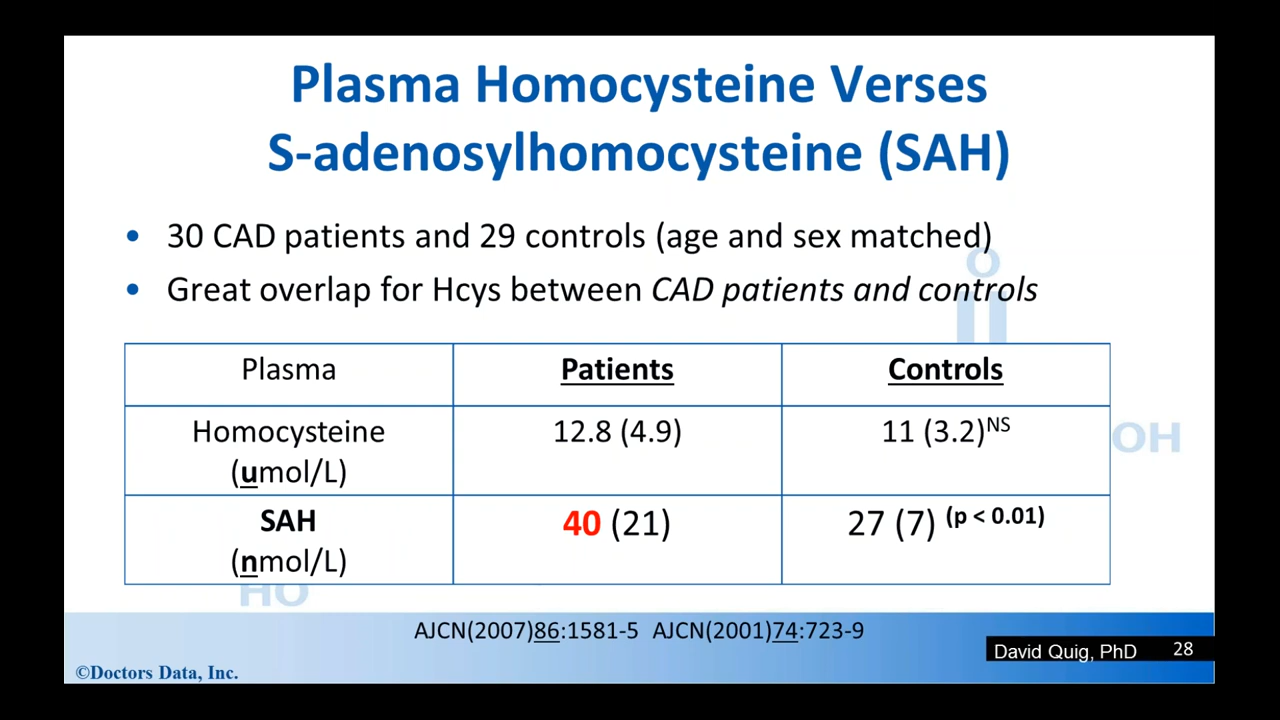 Plasma Homocysteine Verses
S-adenosylhomocysteine (SAH)
• 30 CAD patients and 29 controls (age and sex matched)
• Great overlap for Hcys between CAD patients and controls
Plasma Patients Controls
Homocysteine
(umol/L) 12.8 (4.9) 11 (3.2)NS
SAH
(nmol/L) 40 (21) 27 (7) (p < 0.01)
O
OH
HO
AJCN(2007)86:1581-5 AJCN(2001)74:723-9
David Quig, PhD 28
©Doctors Data, Inc.